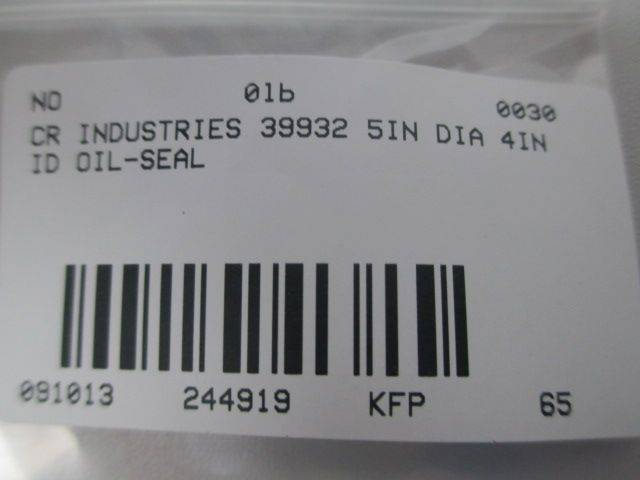 NO 01b 0030
CR INDUSTRIES 39932 5IN DIA 4IN
ID OIL-SEAL
091013 244919 KFP 65